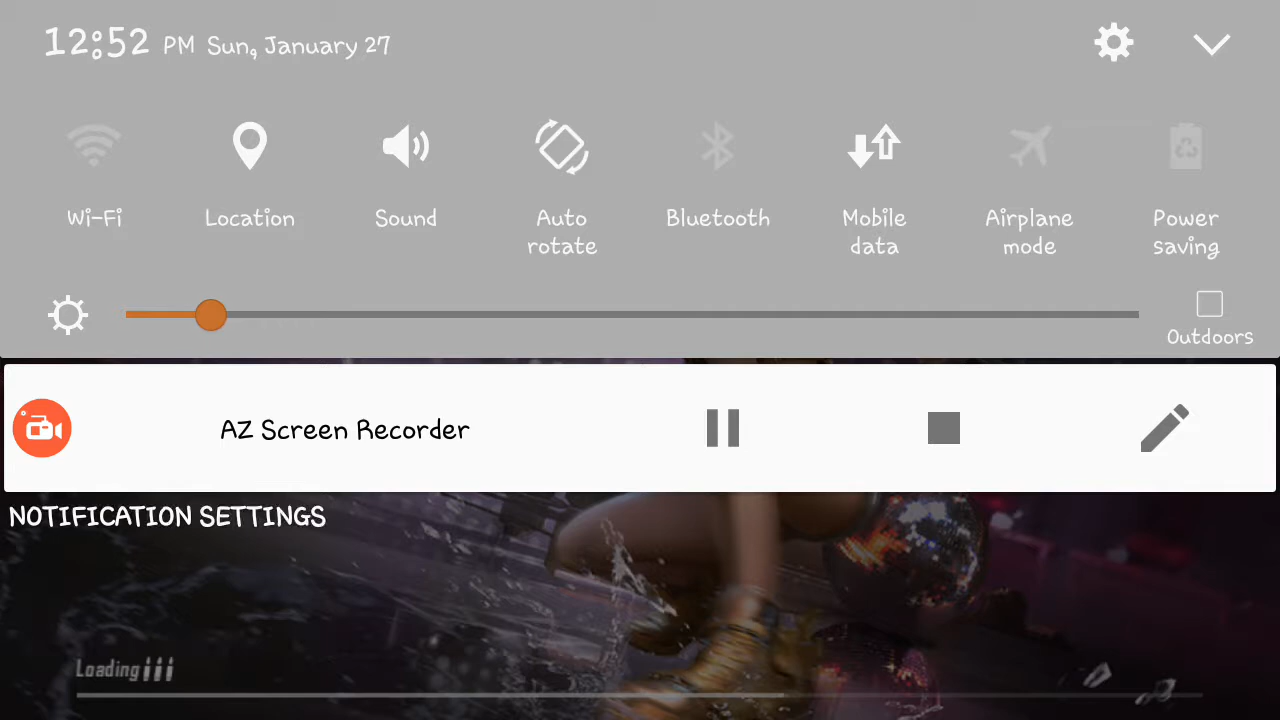 12:52 PM Sun, January 27
Wi-Fi
Location
Sound
Auto
rotate
Bluetooth
Mobile
data
Airplane
mode
Power
saving
Outdoors
AZ Screen Recorder
NOTIFICATION SETTINGS
Loading